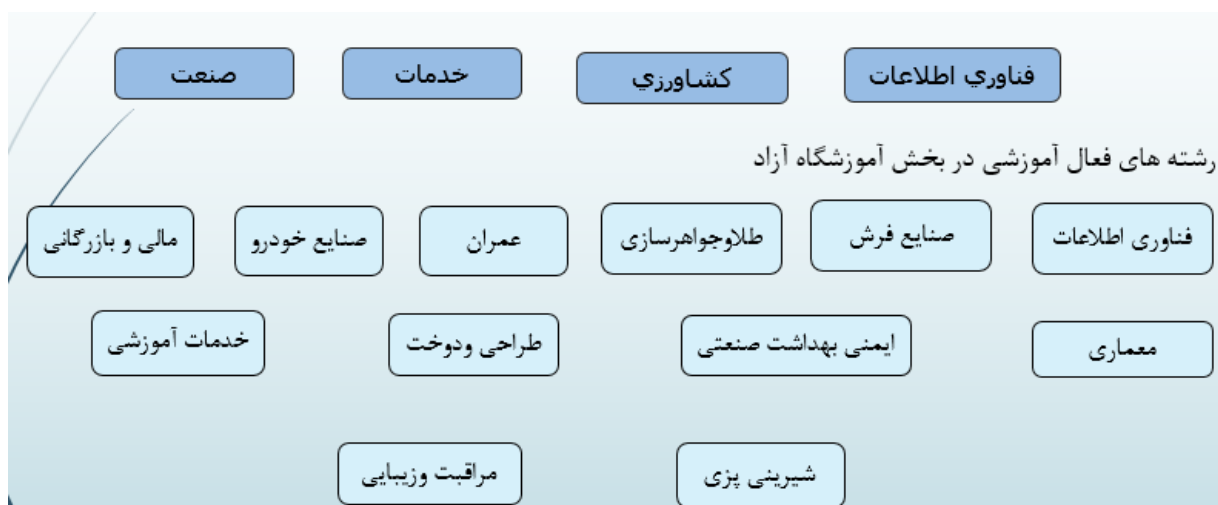 فناوري اطلاعات کشاورزي خدمات صنعت
رشته های فعال آموزشی در بخش آموزشگاه آزاد
فناوری اطلاعات صنایع فرش طلاوجواهرسازی عمران صنایع خودرو مالی و بازرگانی
معماری ایمنی بهداشت صنعتی طراحی ودوخت خدمات آموزشی
شیرینی پزی مراقبت وزیبایی